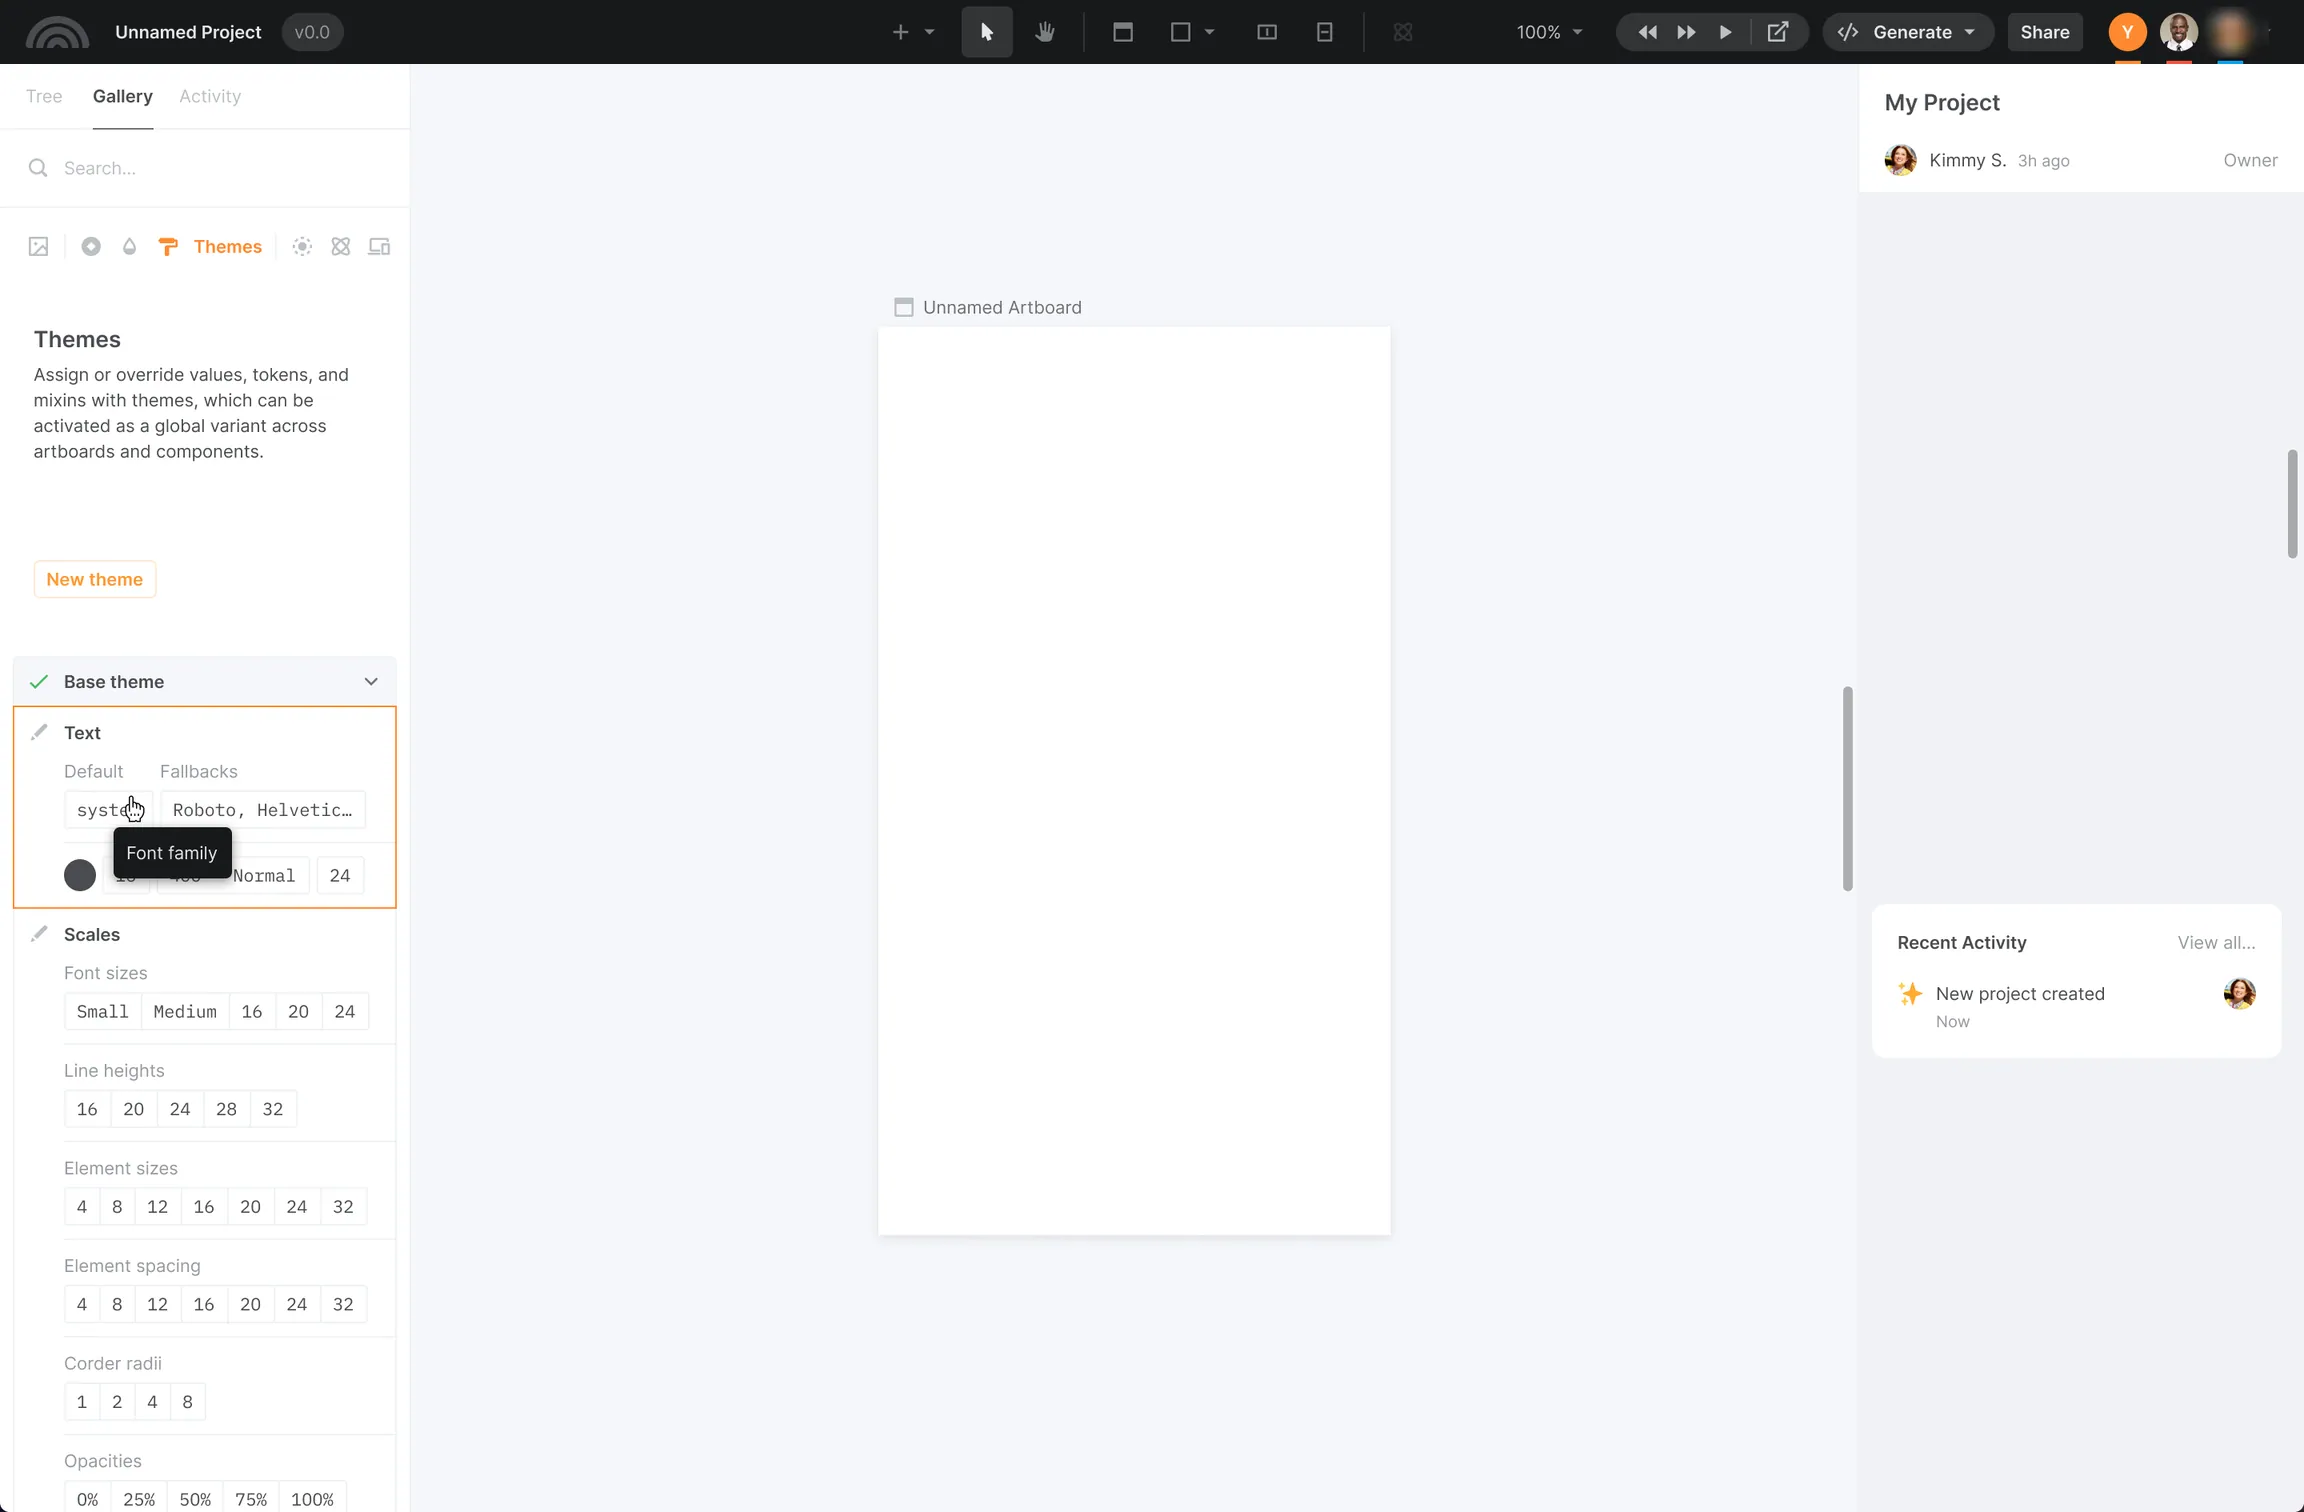 Unnamed Project
v0.0
100%
Generate
Share
Y
Tree
Gallery
Activity
Search...
Themes
Themes
Assign or override values, tokens, and
mixins with themes, which can be
activated as a global variant across
artboards and components.
New theme
Base theme
Text
Default
Fallbacks
syste…
Roboto, Helvetic…
Font family
Normal
24
Scales
Font sizes
Small
Medium
16
20
24
Line heights
16
20
24
28
32
Element sizes
4
8
12
16
20
24
32
Element spacing
4
8
12
16
20
24
32
Corder radii
1
2
4
8
Opacities
0%
25%
50%
75%
100%
Unnamed Artboard
My Project
Kimmy S.
3h ago
Owner
Recent Activity
View all...
New project created
Now